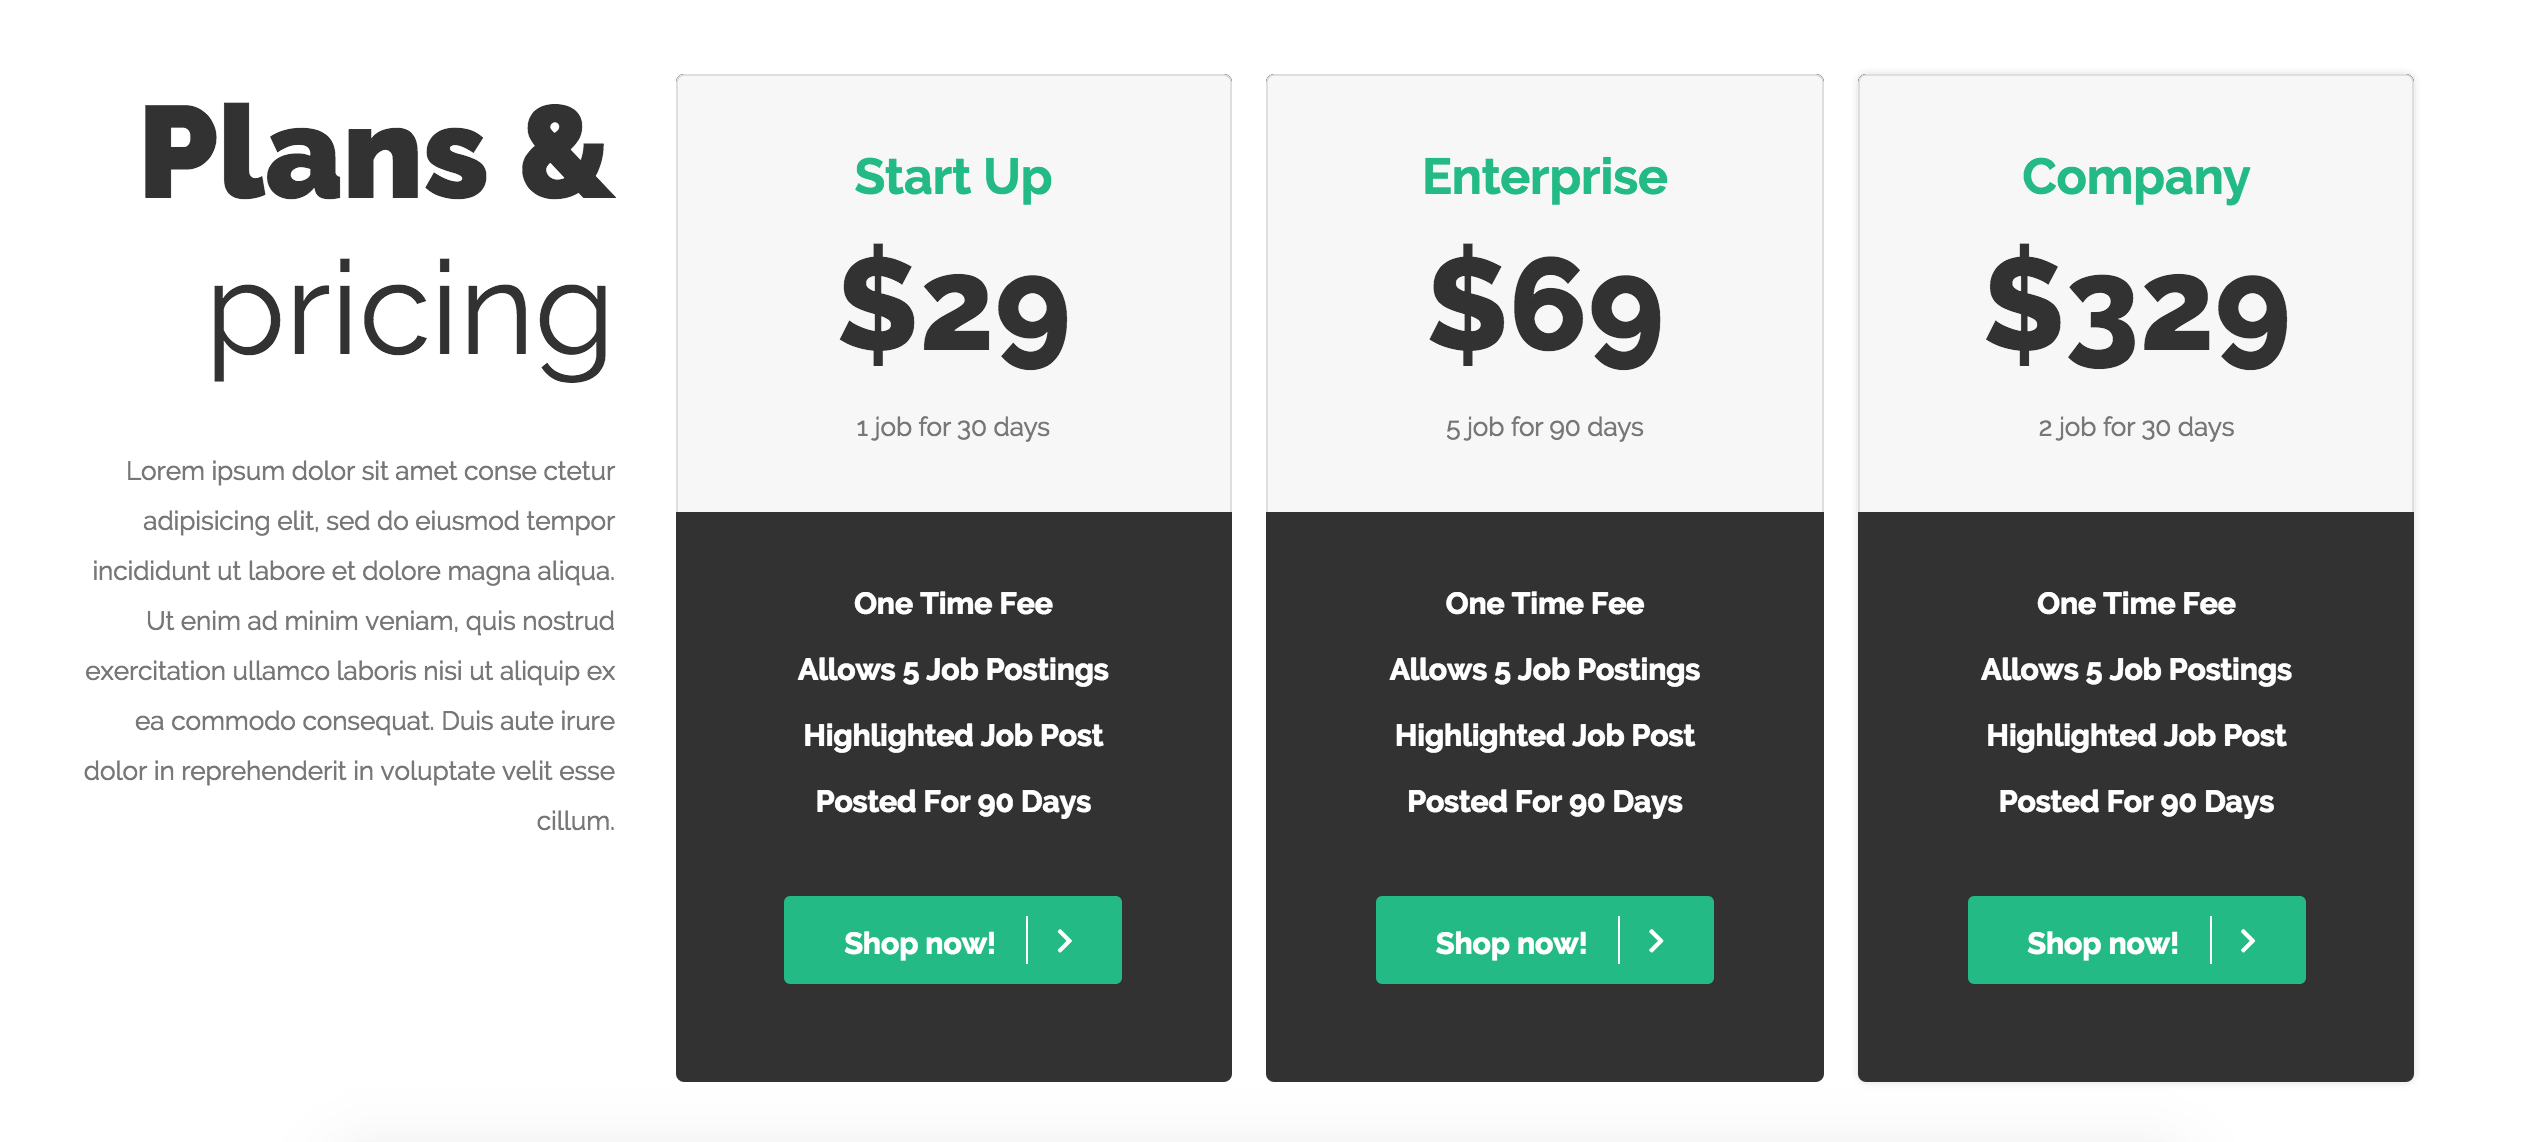 Plans &
pricing
Lorem ipsum dolor sit amet conse ctetur
adipisicing elit, sed do eiusmod tempor
incididunt ut labore et dolore magna aliqua.
Ut enim ad minim veniam, quis nostrud
exercitation ullamco laboris nisi ut aliquip ex
ea commodo consequat. Duis aute irure
dolor in reprehenderit in voluptate velit esse
cillum.
Start Up
$29
1 job for 30 days
One Time Fee
Allows 5 Job Postings
Highlighted Job Post
Posted For 90 Days
Shop now!
Enterprise
$69
5 job for 90 days
One Time Fee
Allows 5 Job Postings
Highlighted Job Post
Posted For 90 Days
Shop now!
Company
$329
2 job for 30 days
One Time Fee
Allows 5 Job Postings
Highlighted Job Post
Posted For 90 Days
Shop now!